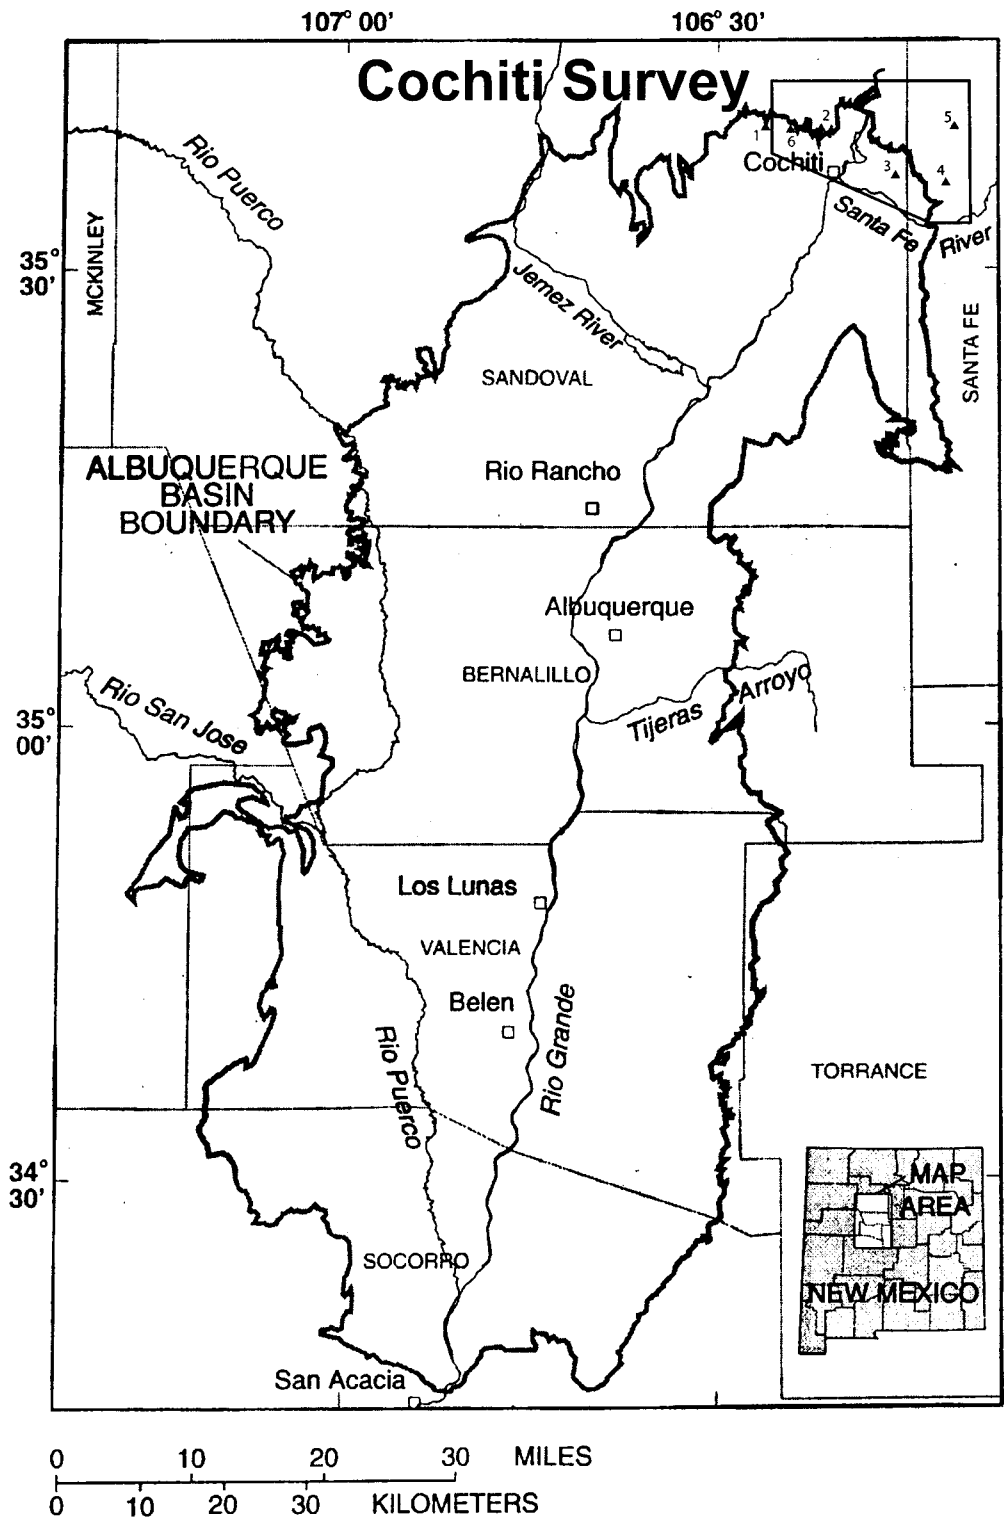 107° 00'
106° 30'
Cochiti Survey
1
6
2
5
3
4
Cochiti
Rio Puerco
Santa Fe
River
MCKINLEY
35°
30'
Jemez River
SANTA FE
SANDOVAL
ALBUQUERQUE
BASIN
BOUNDARY
Rio Rancho
Albuquerque
BERNALILLO
Tijeras
Arroyo
Rio San Jose
35°
00'
Los Lunas
VALENCIA
Belen
Rio Puerco
Rio Grande
TORRANCE
34°
30'
MAP
AREA
SOCORRO
NEW MEXICO
San Acacia
0 10 20 30 MILES
0 10 20 30 KILOMETERS